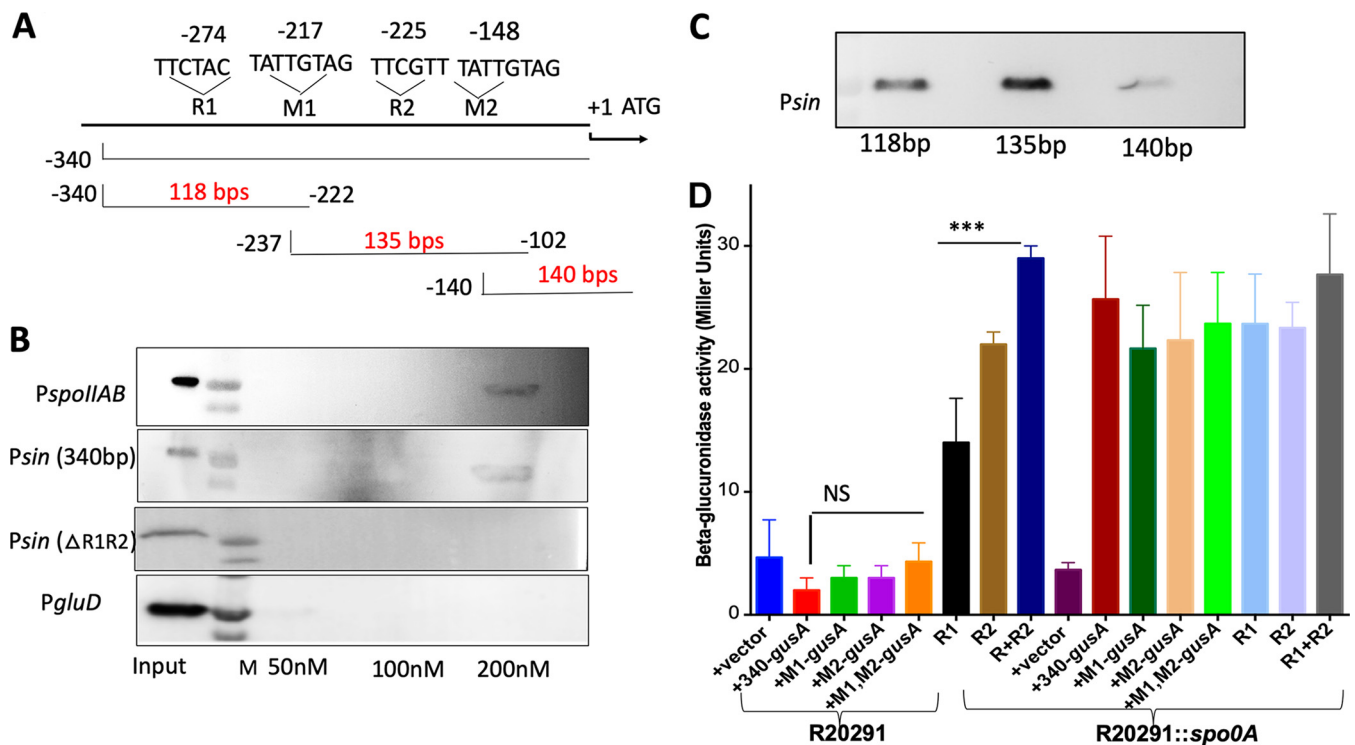 A
-274
-217
-225
-148
TTCTAC
TATTGTAG
TTCGTT
TATTGTAG
R1
M1
R2
M2
+1 ATG
-340
-340
118 bps
-222
-237
135 bps
-102
-140
140 bps
B
PspoIIAB
Psin (340bp)
Psin (△R1R2)
PgluD
Input
M
50nM
100nM
200nM
C
Psin
118bp
135bp
140bp
D
Beta-glucuronidase activity (Miller Units)
30
20
10
0
NS
***
+vector
+340-gusA
+M1-gusA
+M2-gusA
+M1,M2-gusA
R1
R2
R+R2
+vector
+340-gusA
+M1-gusA
+M2-gusA
+M1,M2-gusA
R1
R2
R1+R2
R20291
R20291::spo0A